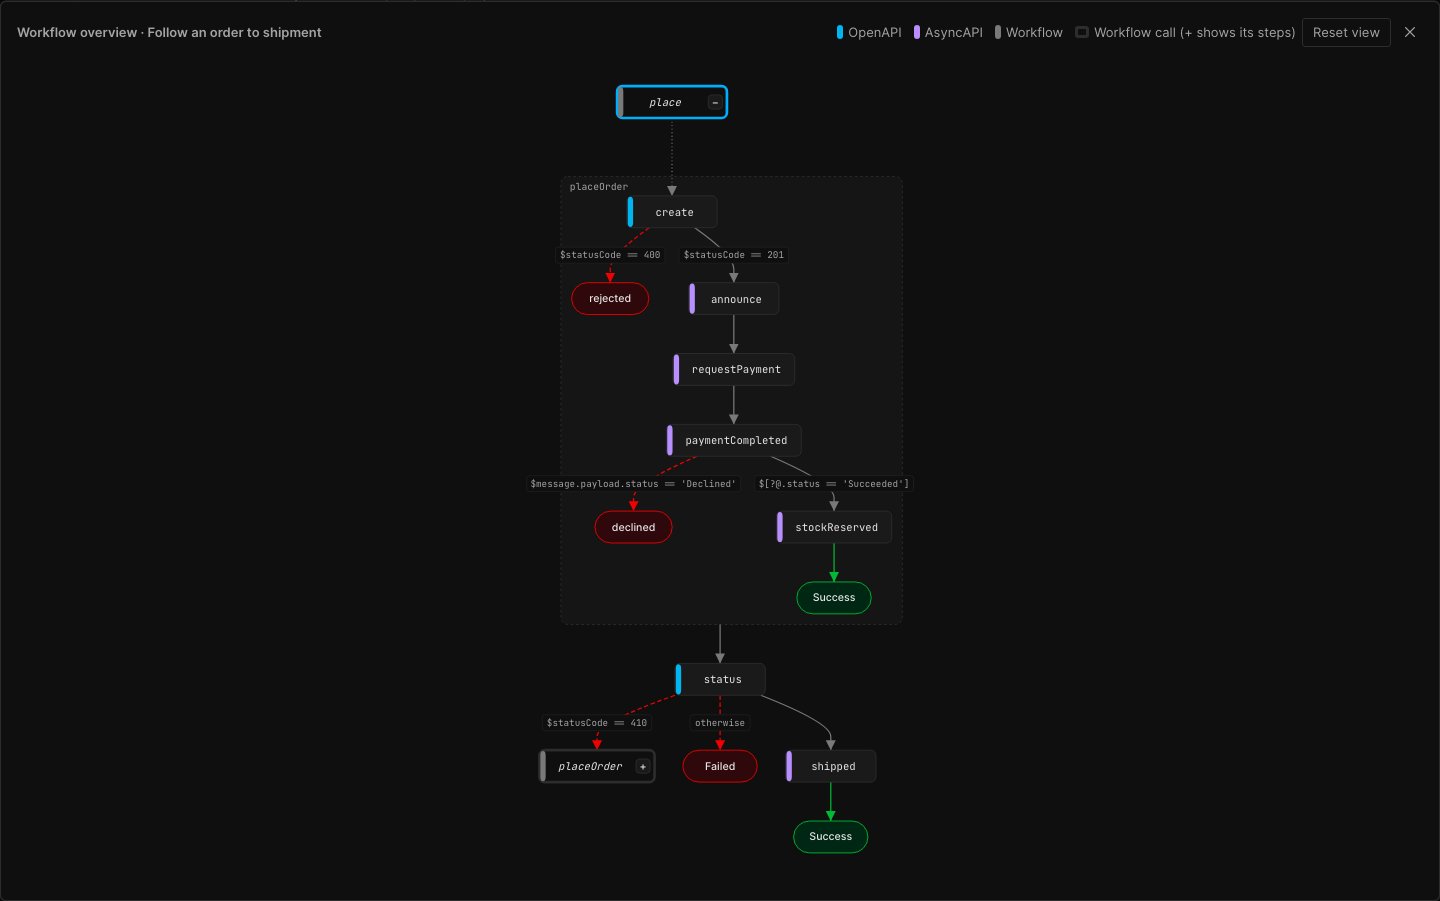 Workflow overview · Follow an order to shipment
OpenAPI
AsyncAPI
Workflow
Workflow call (+ shows its steps)
Reset view
place
placeOrder
create
$statusCode == 400
$statusCode == 201
rejected
announce
requestPayment
paymentCompleted
$message.payload.status == 'Declined'
$[?@.status == 'Succeeded']
declined
stockReserved
Success
status
$statusCode == 410
otherwise
placeOrder +
Failed
shipped
Success